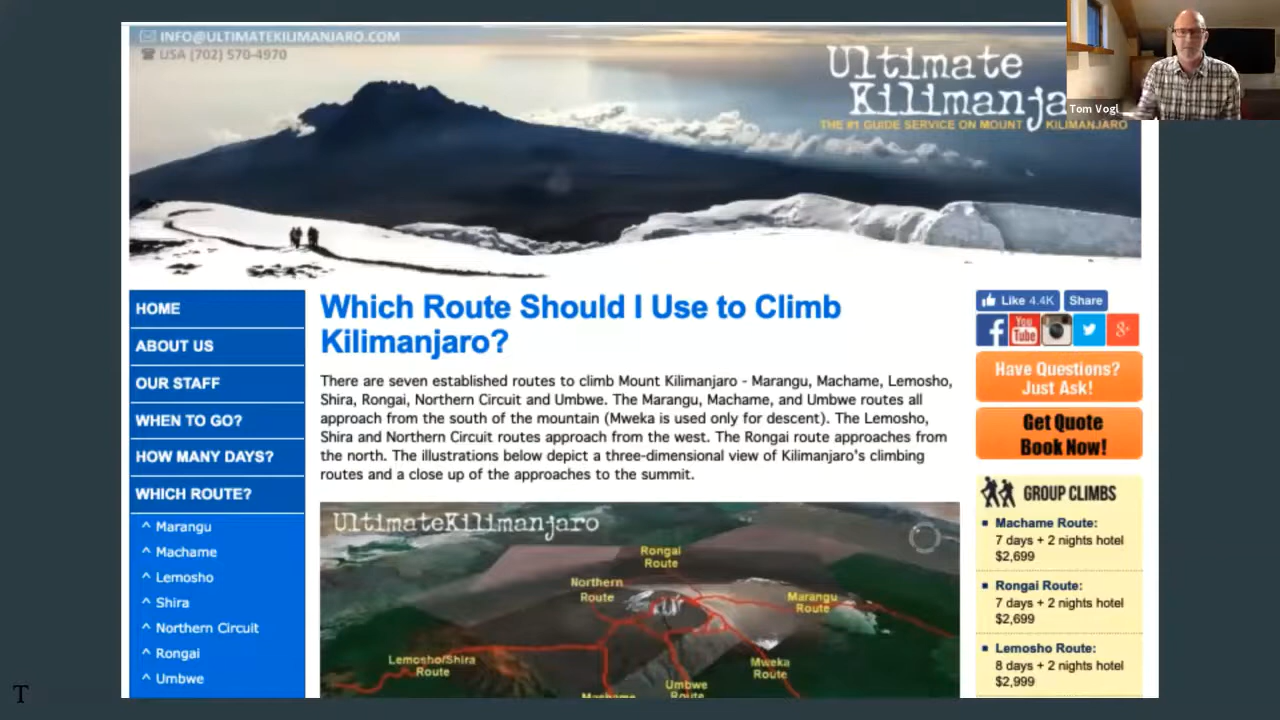 INFO@ULTIMATEKILIMANJARO.COM
USA (702) 570-4970
Ultimate
Kilimanja
THE #1 GUIDE SERVICE ON MOUNT KILIMANJARO
Tom Vogl
HOME
ABOUT US
OUR STAFF
WHEN TO GO?
HOW MANY DAYS?
WHICH ROUTE?
^ Marangu
^ Machame
^ Lemosho
^ Shira
^ Northern Circuit
^ Rongai
^ Umbwe
Which Route Should I Use to Climb
Kilimanjaro?
There are seven established routes to climb Mount Kilimanjaro - Marangu, Machame, Lemosho,
Shira, Rongai, Northern Circuit and Umbwe. The Marangu, Machame, and Umbwe routes all
approach from the south of the mountain (Mweka is used only for descent). The Lemosho,
Shira and Northern Circuit routes approach from the west. The Rongai route approaches from
the north. The illustrations below depict a three-dimensional view of Kilimanjaro's climbing
routes and a close up of the approaches to the summit.
UltimateKilimanjaro
Rongai
Route
Northern
Route
Marangu
Route
Lemosho/Shira
Route
Mweka
Route
Umbwe
Route
Machame
Like 4.4K
Share
f
You
Tube
8+
Have Questions?
Just Ask!
Get Quote
Book Now!
GROUP CLIMBS
Machame Route:
7 days + 2 nights hotel
$2,699
Rongai Route:
7 days + 2 nights hotel
$2,699
Lemosho Route:
8 days + 2 nights hotel
$2,999
T